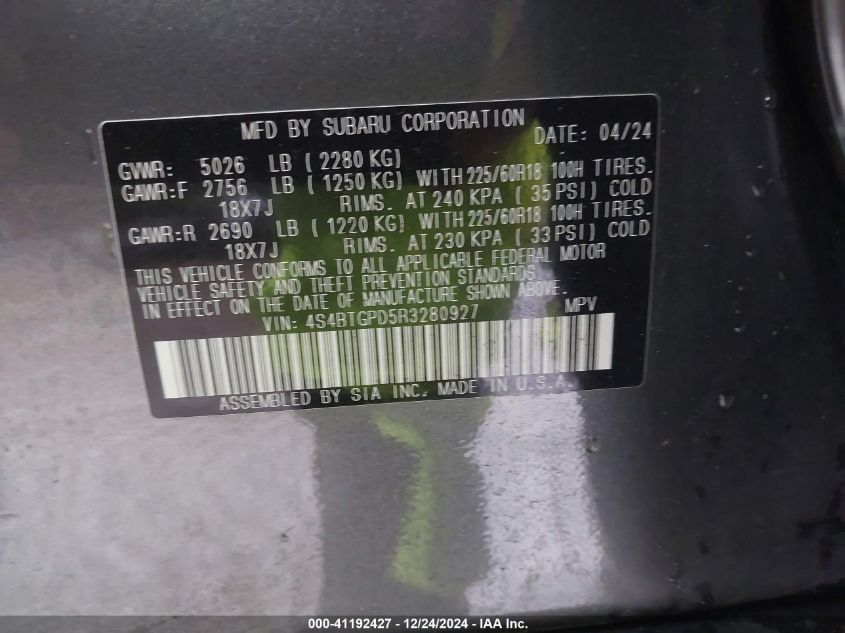 MFD BY SUBARU CORPORATION DATE: 04/24
GVWR: 5026 LB ( 2280 KG)
GAWR:F 2756 LB ( 1250 KG) WITH 225/60R18 100H TIRES.
18X7J RIMS. AT 240 KPA ( 35 PSI) COLD
GAWR:R 2690 LB ( 1220 KG) WITH 225/60R18 100H TIRES.
18X7J RIMS. AT 230 KPA ( 33 PSI) COLD
THIS VEHICLE CONFORMS TO ALL APPLICABLE FEDERAL MOTOR
VEHICLE SAFETY AND THEFT PREVENTION STANDARDS
IN EFFECT ON THE DATE OF MANUFACTURE SHOWN ABOVE.
VIN: 4S4BTGPD5R3280927 MPV
ASSEMBLED BY SIA INC. MADE IN U.S.A.
000-41192427 - 12/24/2024 - IAA Inc.